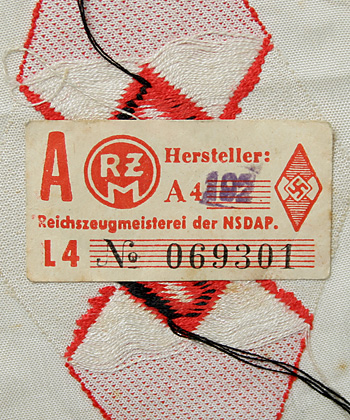 A RZM Hersteller:
A4 102
Reichszeugmeisterei der NSDAP.
L4 No 069301